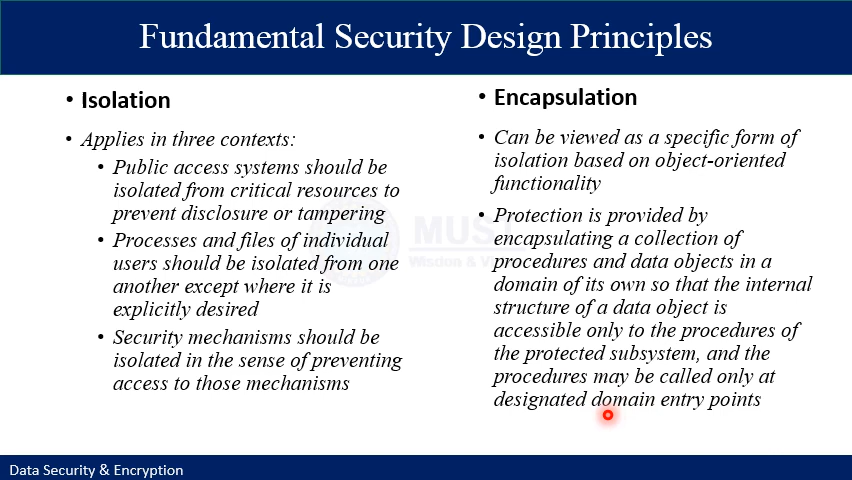 Fundamental Security Design Principles
• Isolation
• Applies in three contexts:
• Public access systems should be
isolated from critical resources to
prevent disclosure or tampering
• Processes and files of individual
users should be isolated from one
another except where it is
explicitly desired
• Security mechanisms should be
isolated in the sense of preventing
access to those mechanisms
• Encapsulation
• Can be viewed as a specific form of
isolation based on object-oriented
functionality
• Protection is provided by
encapsulating a collection of
procedures and data objects in a
domain of its own so that the internal
structure of a data object is
accessible only to the procedures of
the protected subsystem, and the
procedures may be called only at
designated domain entry points
MUST
Wisdom &
Data Security & Encryption